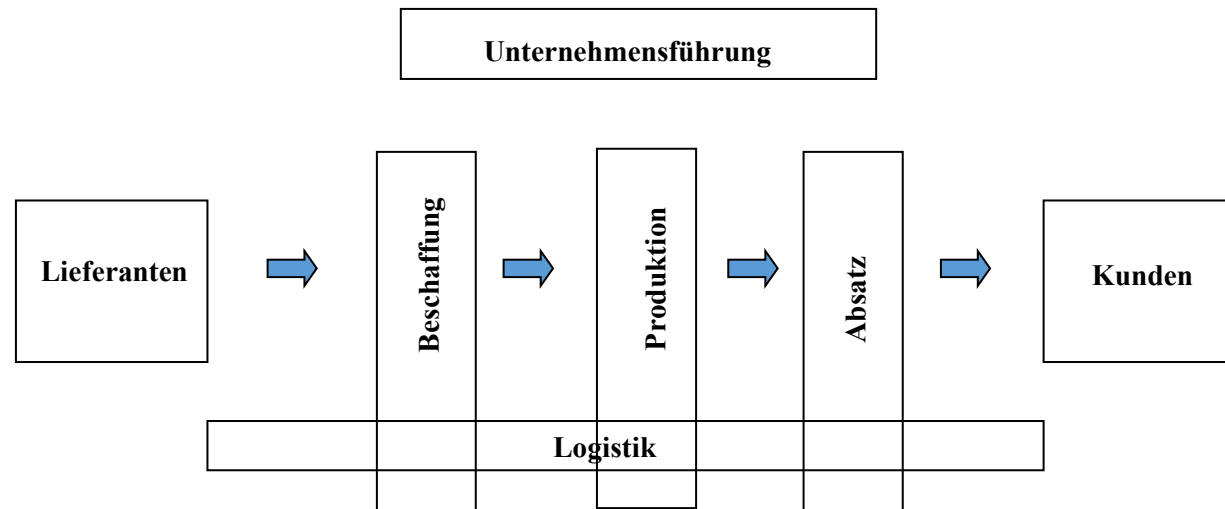 Unternehmensführung
Lieferanten
Beschaffung
Produktion
Absatz
Kunden
Logistik